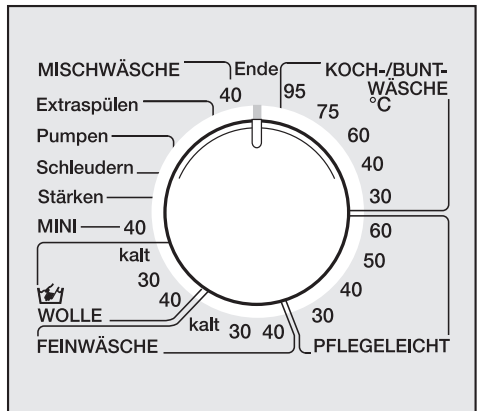 MISCHWÄSCHE
Ende
KOCH-/BUNT-
WÄSCHE
°C
40
95
75
60
40
30
Extraspülen
Pumpen
Schleudern
Stärken
MINI
40
60
50
40
30
PFLEGELEICHT
kalt
30
40
WOLLE
kalt
30
40
FEINWÄSCHE